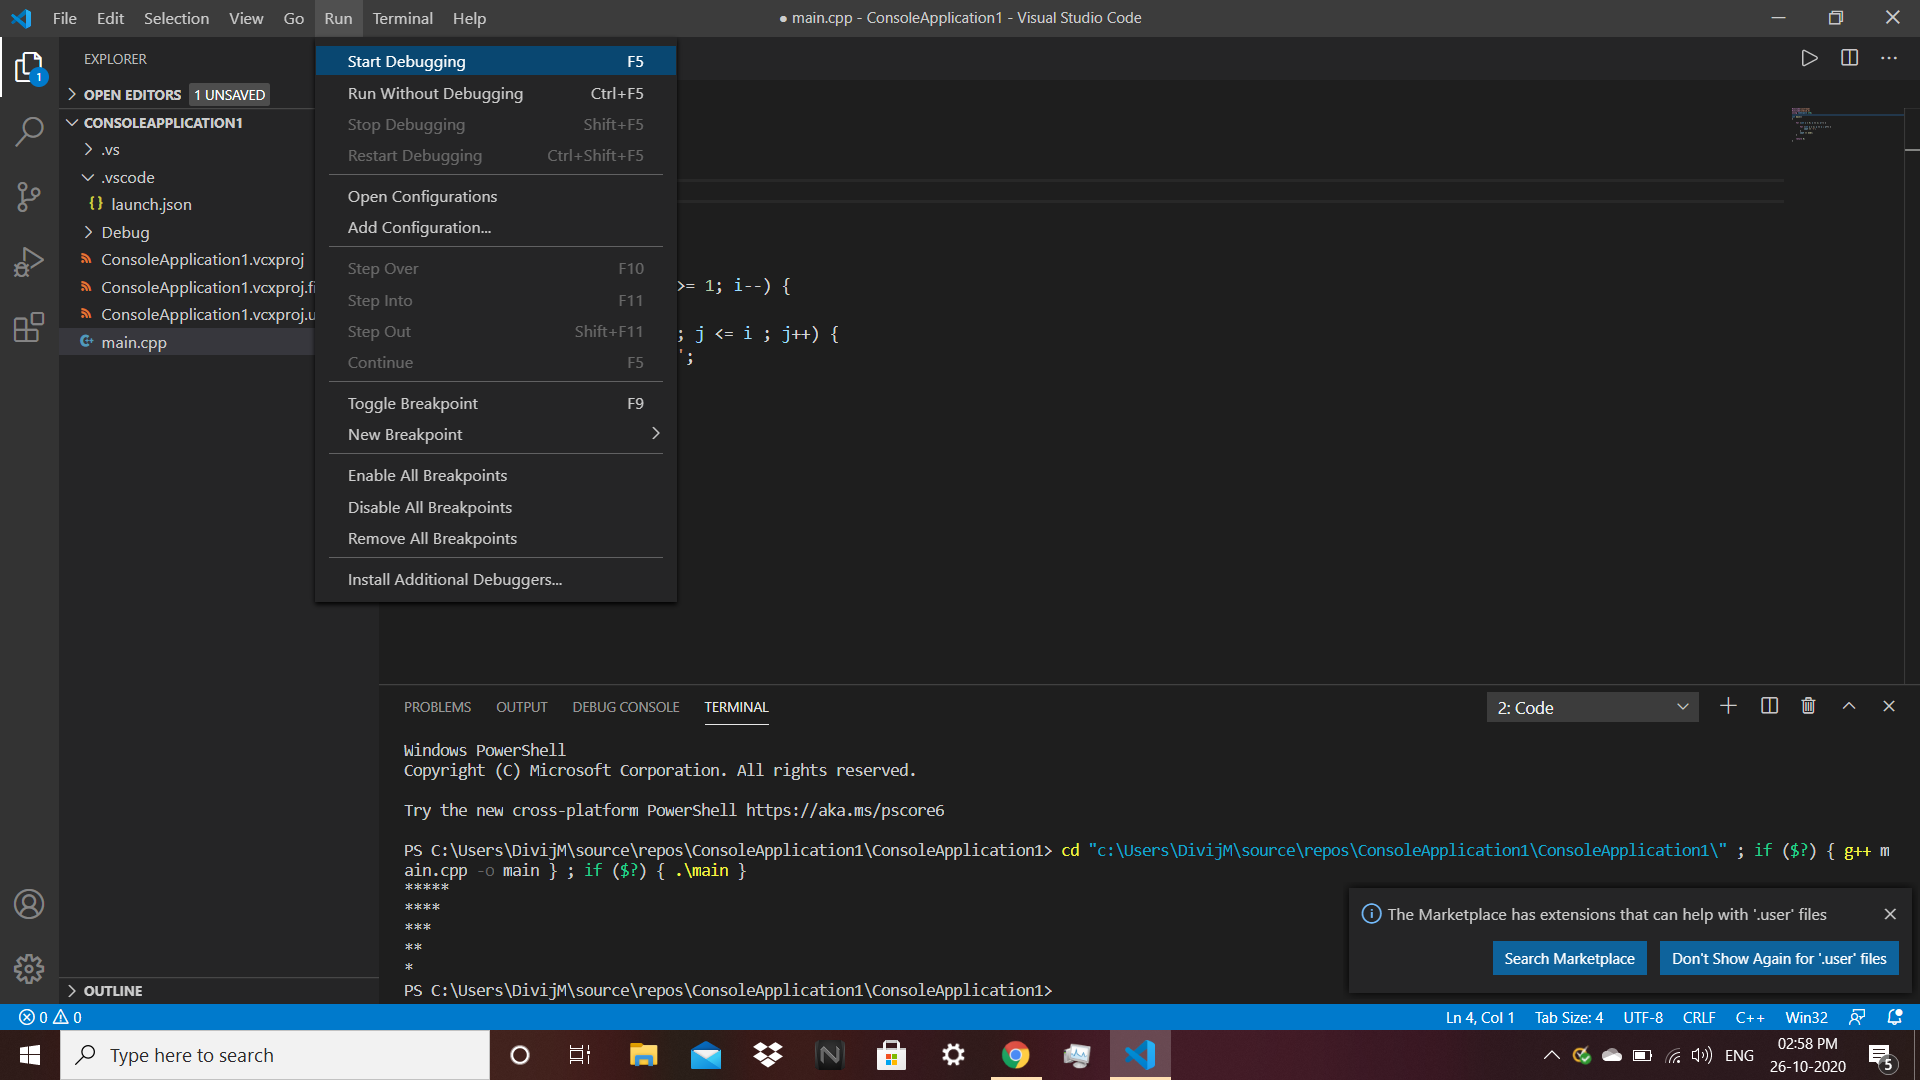 File Edit Selection View Go Run Terminal Help
● main.cpp - ConsoleApplication1 - Visual Studio Code
1
EXPLORER
OPEN EDITORS 1 UNSAVED
CONSOLEAPPLICATION1
.vs
.vscode
{} launch.json
Debug
ConsoleApplication1.vcxproj
ConsoleApplication1.vcxproj.fi
ConsoleApplication1.vcxproj.u
main.cpp
OUTLINE
Start Debugging F5
Run Without Debugging Ctrl+F5
Stop Debugging Shift+F5
Restart Debugging Ctrl+Shift+F5
Open Configurations
Add Configuration...
Step Over F10
Step Into F11
Step Out Shift+F11
Continue F5
Toggle Breakpoint F9
New Breakpoint
Enable All Breakpoints
Disable All Breakpoints
Remove All Breakpoints
Install Additional Debuggers...
>= 1; i--) {
; j <= i ; j++) {
';
PROBLEMS OUTPUT DEBUG CONSOLE TERMINAL
2: Code
Windows PowerShell
Copyright (C) Microsoft Corporation. All rights reserved.
Try the new cross-platform PowerShell https://aka.ms/pscore6
PS C:\Users\DivijM\source\repos\ConsoleApplication1\ConsoleApplication1> cd "c:\Users\DivijM\source\repos\ConsoleApplication1\ConsoleApplication1\" ; if ($?) { g++ m
ain.cpp -o main } ; if ($?) { .\main }
*****
****
***
**
*
PS C:\Users\DivijM\source\repos\ConsoleApplication1\ConsoleApplication1>
The Marketplace has extensions that can help with '.user' files
Search Marketplace
Don't Show Again for '.user' files
0 0
Ln 4, Col 1 Tab Size: 4 UTF-8 CRLF C++ Win32
Type here to search
ENG
02:58 PM
26-10-2020
5